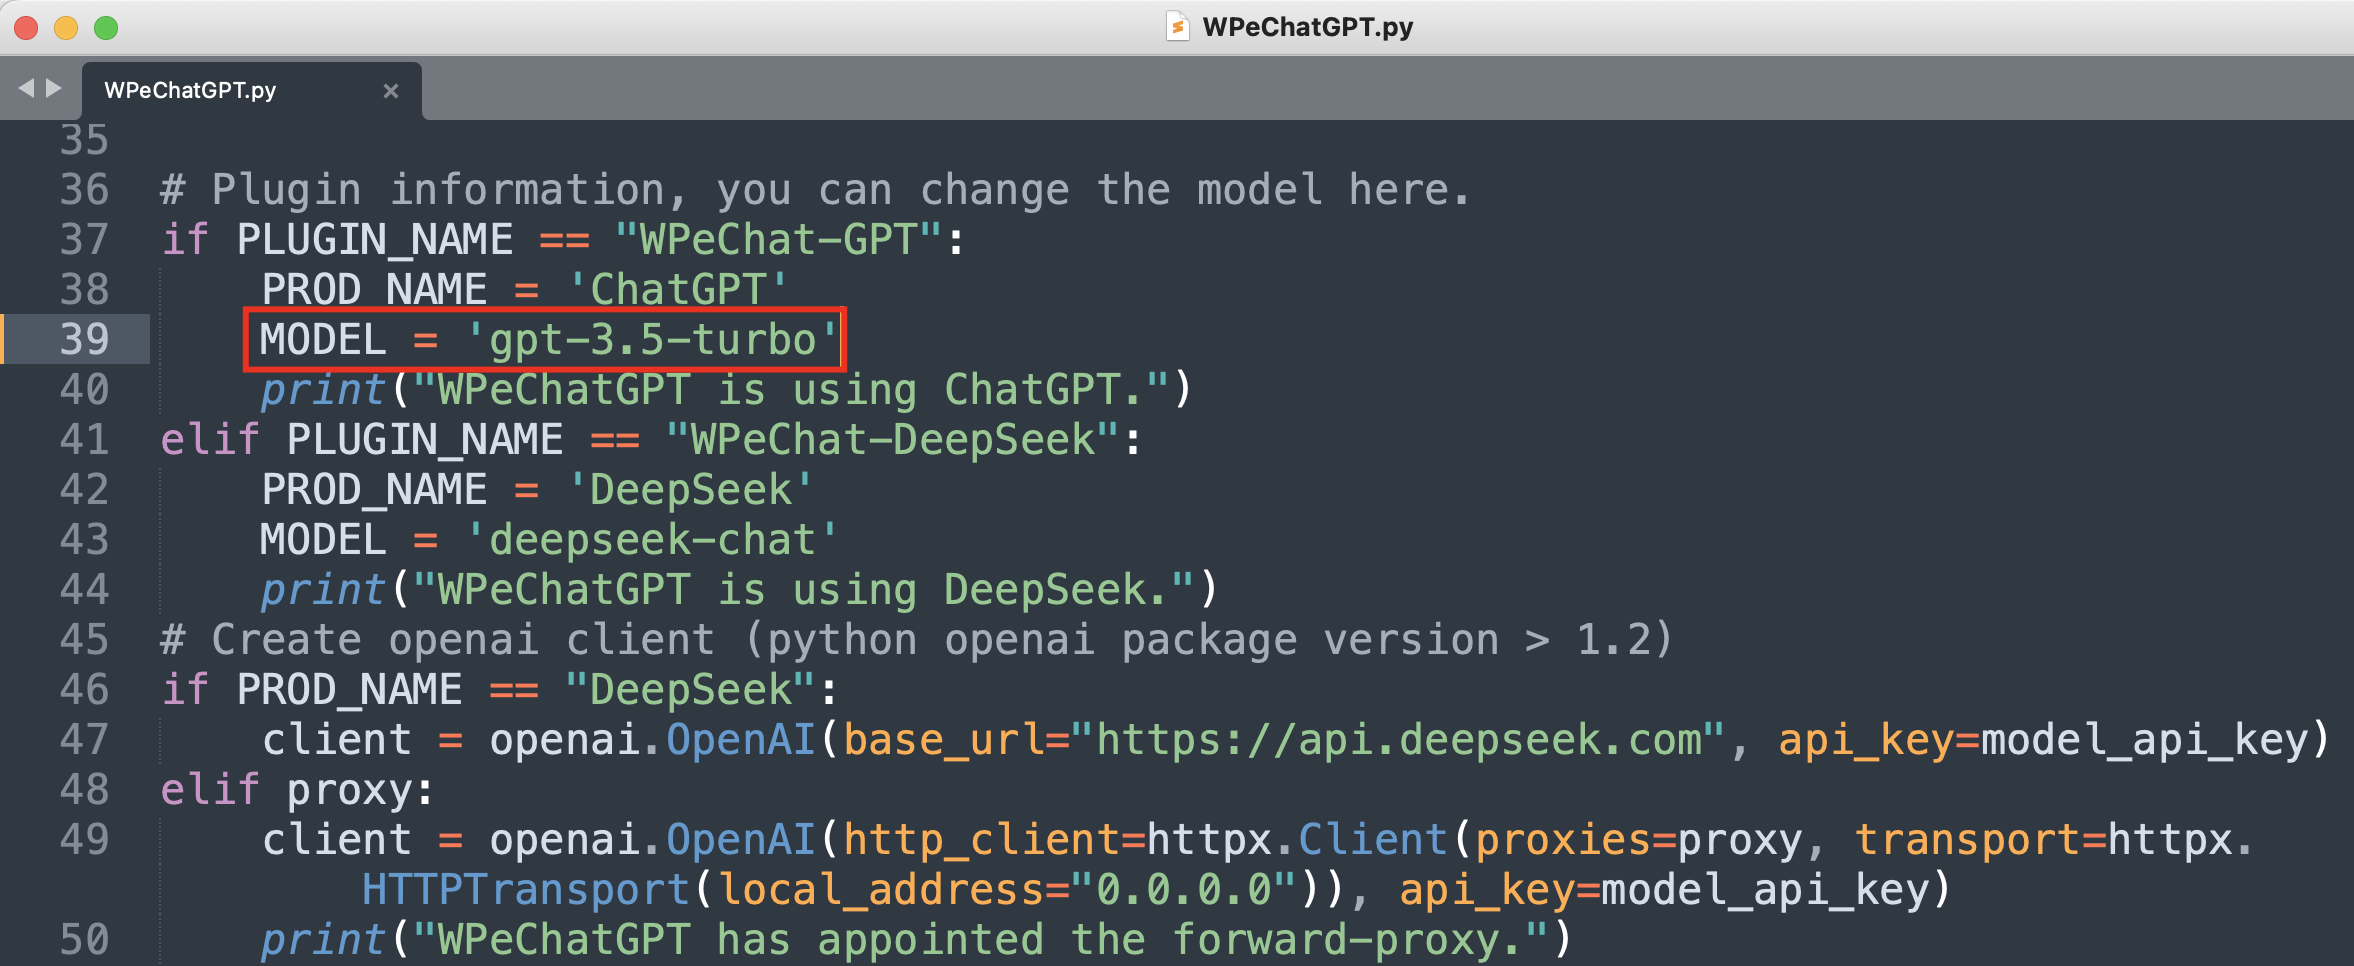 WPeChatGPT.py
WPeChatGPT.py ×
35
36 # Plugin information, you can change the model here.
37 if PLUGIN_NAME == "WPeChat-GPT":
38     PROD_NAME = 'ChatGPT'
39     MODEL = 'gpt-3.5-turbo'
40     print("WPeChatGPT is using ChatGPT.")
41 elif PLUGIN_NAME == "WPeChat-DeepSeek":
42     PROD_NAME = 'DeepSeek'
43     MODEL = 'deepseek-chat'
44     print("WPeChatGPT is using DeepSeek.")
45 # Create openai client (python openai package version > 1.2)
46 if PROD_NAME == "DeepSeek":
47     client = openai.OpenAI(base_url="https://api.deepseek.com", api_key=model_api_key)
48 elif proxy:
49     client = openai.OpenAI(http_client=httpx.Client(proxies=proxy, transport=httpx.
        HTTPTransport(local_address="0.0.0.0")), api_key=model_api_key)
50     print("WPeChatGPT has appointed the forward-proxy.")